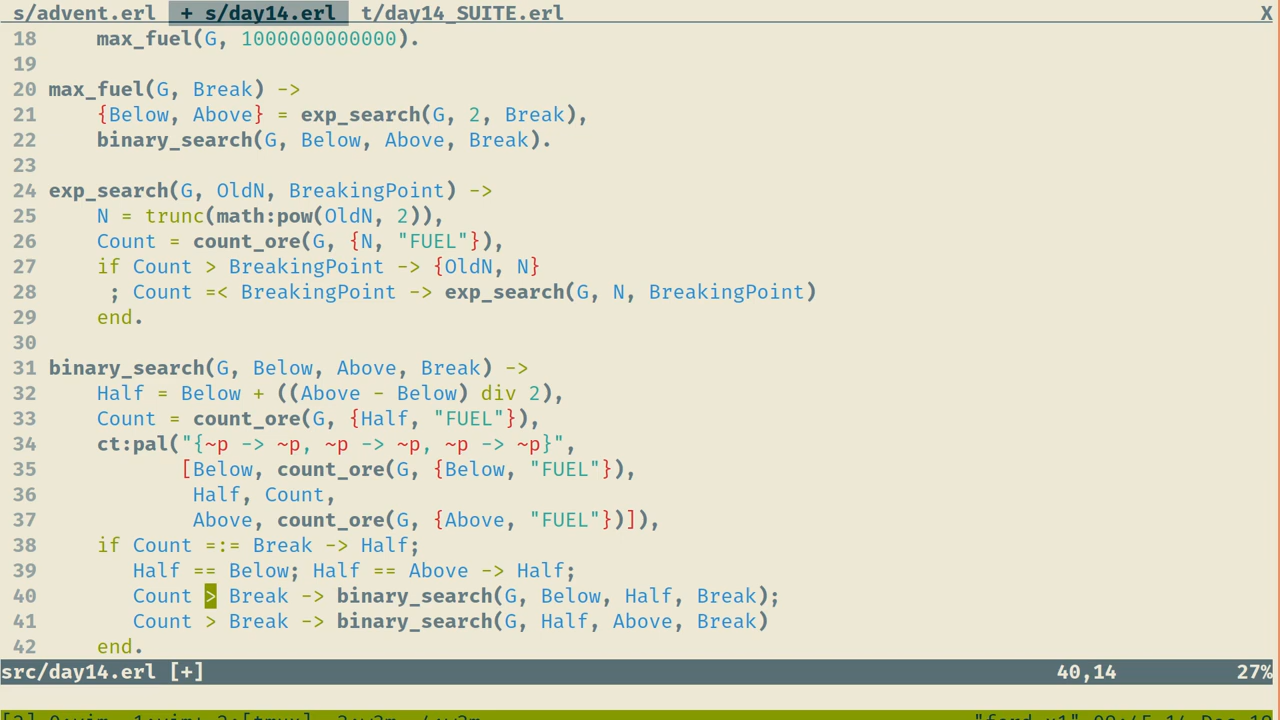 s/advent.erl + s/day14.erl t/day14_SUITE.erl X
18     max_fuel(G, 1000000000000).
19
20 max_fuel(G, Break) ->
21     {Below, Above} = exp_search(G, 2, Break),
22     binary_search(G, Below, Above, Break).
23
24 exp_search(G, OldN, BreakingPoint) ->
25     N = trunc(math:pow(OldN, 2)),
26     Count = count_ore(G, {N, "FUEL"}),
27     if Count > BreakingPoint -> {OldN, N}
28      ; Count =< BreakingPoint -> exp_search(G, N, BreakingPoint)
29     end.
30
31 binary_search(G, Below, Above, Break) ->
32     Half = Below + ((Above - Below) div 2),
33     Count = count_ore(G, {Half, "FUEL"}),
34     ct:pal("{~p -> ~p, ~p -> ~p, ~p -> ~p}",
35            [Below, count_ore(G, {Below, "FUEL"}),
36             Half, Count,
37             Above, count_ore(G, {Above, "FUEL"})]),
38     if Count =:= Break -> Half;
39        Half == Below; Half == Above -> Half;
40        Count > Break -> binary_search(G, Below, Half, Break);
41        Count > Break -> binary_search(G, Half, Above, Break)
42     end.
src/day14.erl [+] 40,14 27%